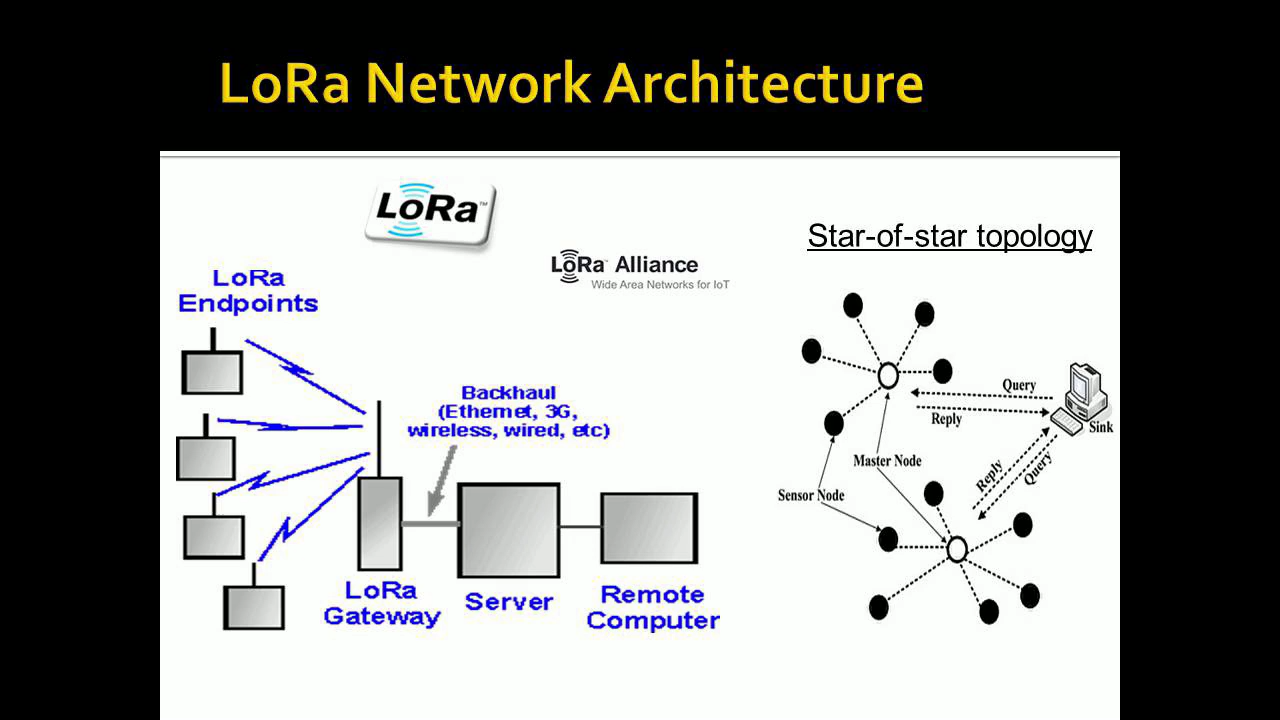 LoRa Network Architecture
LoRa™
LoRa Alliance
Wide Area Networks for IoT
Star-of-star topology
LoRa
Endpoints
Backhaul
(Ethernet, 3G,
wireless, wired, etc)
LoRa
Gateway
Server
Remote
Computer
Query
Reply
Sink
Master Node
Sensor Node
Reply
Query